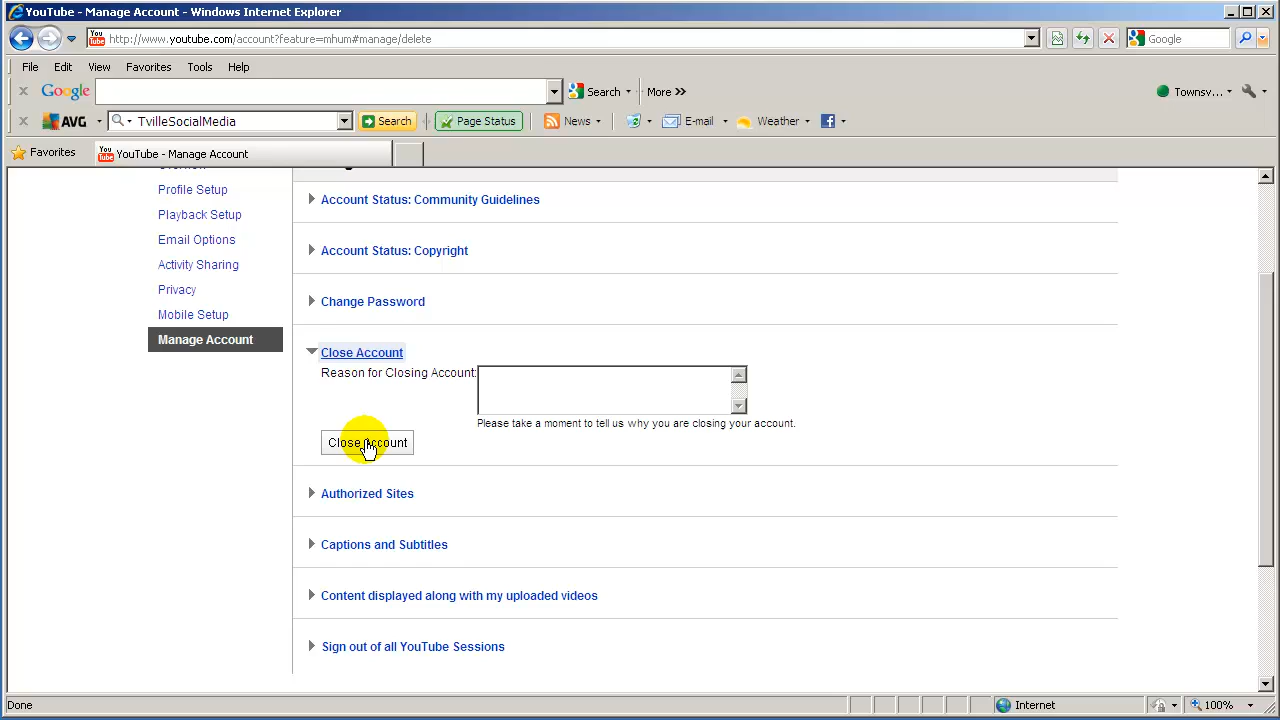 YouTube - Manage Account - Windows Internet Explorer
http://www.youtube.com/account?feature=mhum#manage/delete
Google
File Edit View Favorites Tools Help
x Google Search More >> Townsv...
x AVG TvilleSocialMedia Search Page Status News E-mail Weather
Favorites YouTube - Manage Account
Profile Setup
Account Status: Community Guidelines
Playback Setup
Email Options
Account Status: Copyright
Activity Sharing
Privacy
Change Password
Mobile Setup
Manage Account
Close Account
Reason for Closing Account:
Please take a moment to tell us why you are closing your account.
Close Account
Authorized Sites
Captions and Subtitles
Content displayed along with my uploaded videos
Sign out of all YouTube Sessions
Done Internet 100%